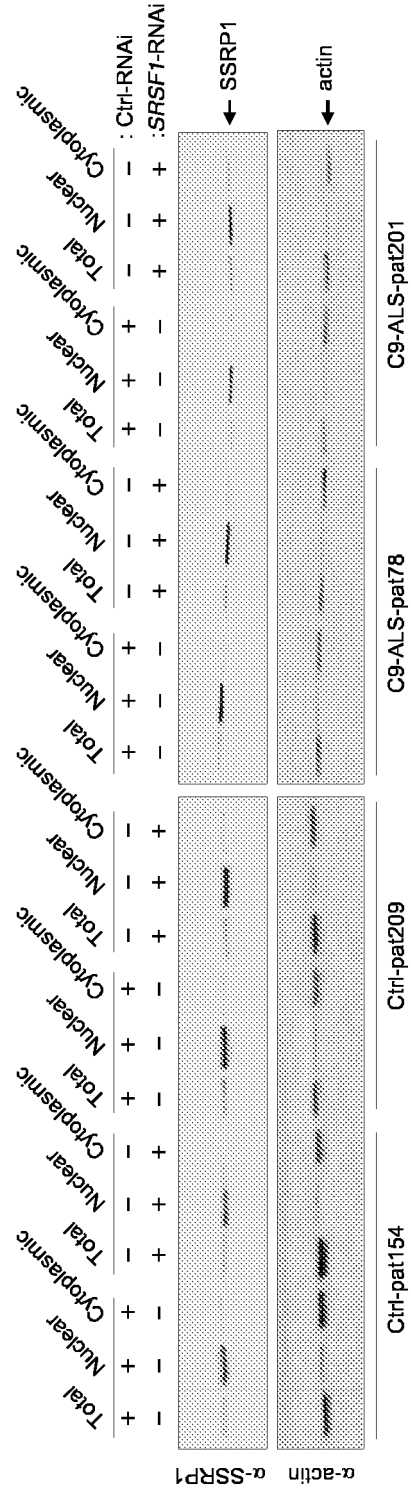 Total Nuclear Cytoplasmic Total Nuclear Cytoplasmic Total Nuclear Cytoplasmic Total Nuclear Cytoplasmic Total Nuclear Cytoplasmic Total Nuclear Cytoplasmic Total Nuclear Cytoplasmic Total Nuclear Cytoplasmic
+ + + − − − + + + − − − + + + − − − + + + − − − : Ctrl-RNAi
− − − + + + − − − + + + − − − + + + − − − + + + :SRSF1-RNAi
α-SSRP1 SSRP1
α-actin actin
Ctrl-pat154 Ctrl-pat209 C9-ALS-pat78 C9-ALS-pat201